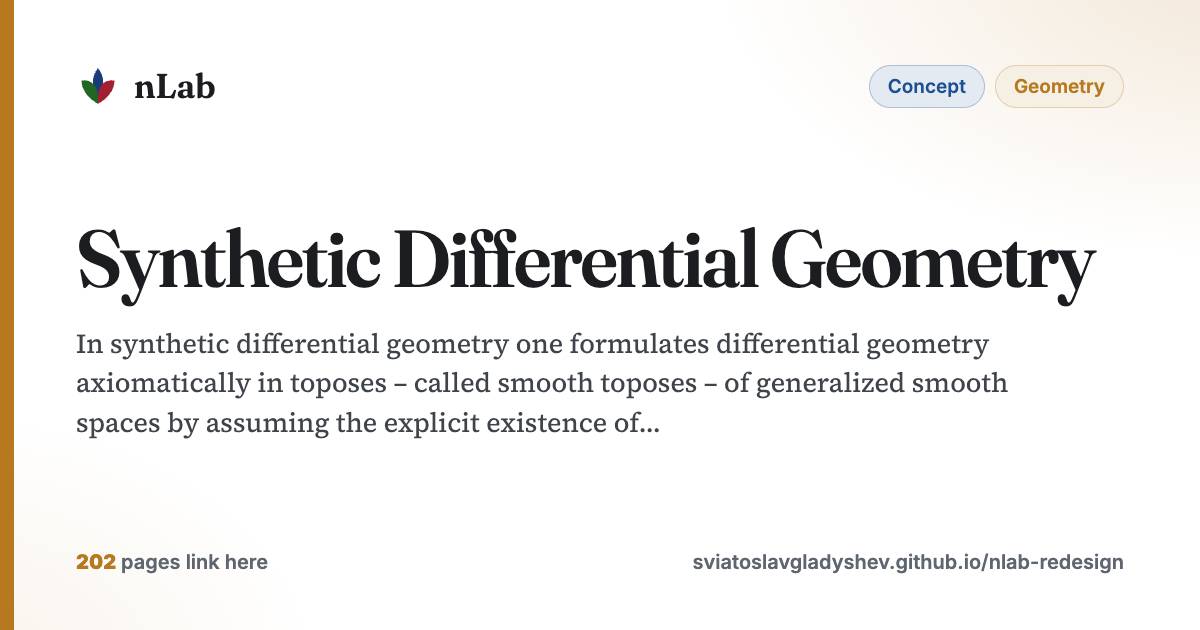 nLab
Concept
Geometry
Synthetic Differential Geometry
In synthetic differential geometry one formulates differential geometry
axiomatically in toposes – called smooth toposes – of generalized smooth
spaces by assuming the explicit existence of...
202 pages link here
sviatoslavgladyshev.github.io/nlab-redesign